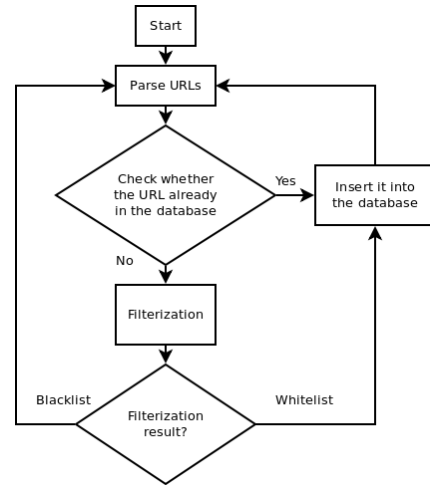 Start
Parse URLs
Check whether
the URL already
in the database
Yes
Insert it into
the database
No
Filterization
Blacklist
Filterization
result?
Whitelist